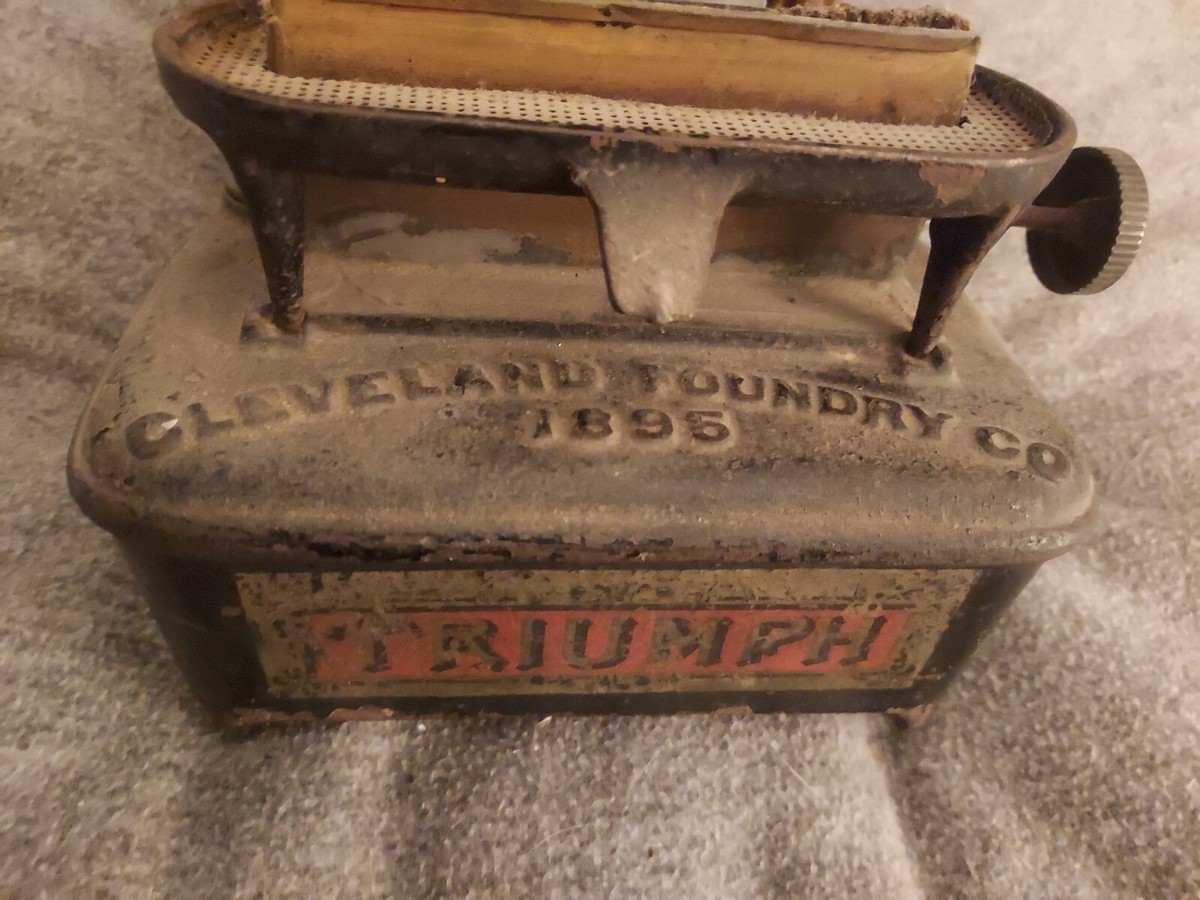 CLEVELAND FOUNDRY CO
1895
TRIUMPH